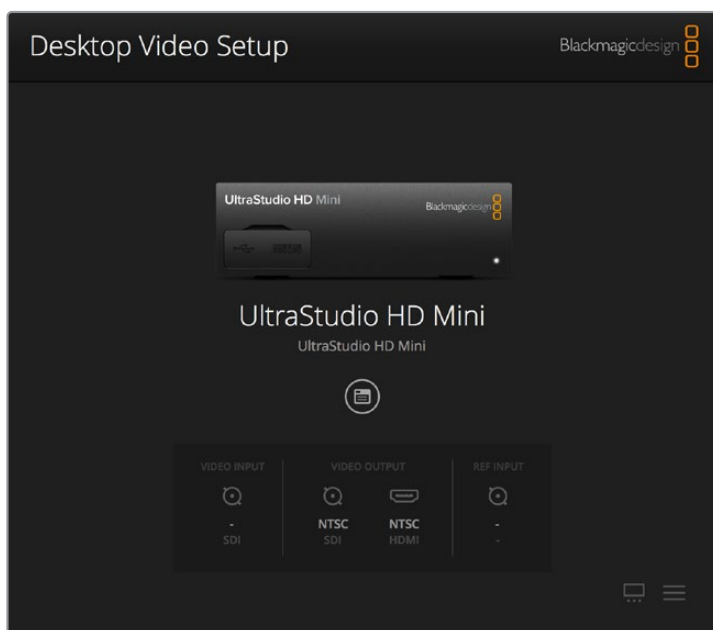 Desktop Video Setup
Blackmagicdesign
UltraStudio HD Mini
Blackmagicdesign
UltraStudio HD Mini
UltraStudio HD Mini
VIDEO INPUT VIDEO OUTPUT REF INPUT
- NTSC NTSC -
SDI SDI HDMI -